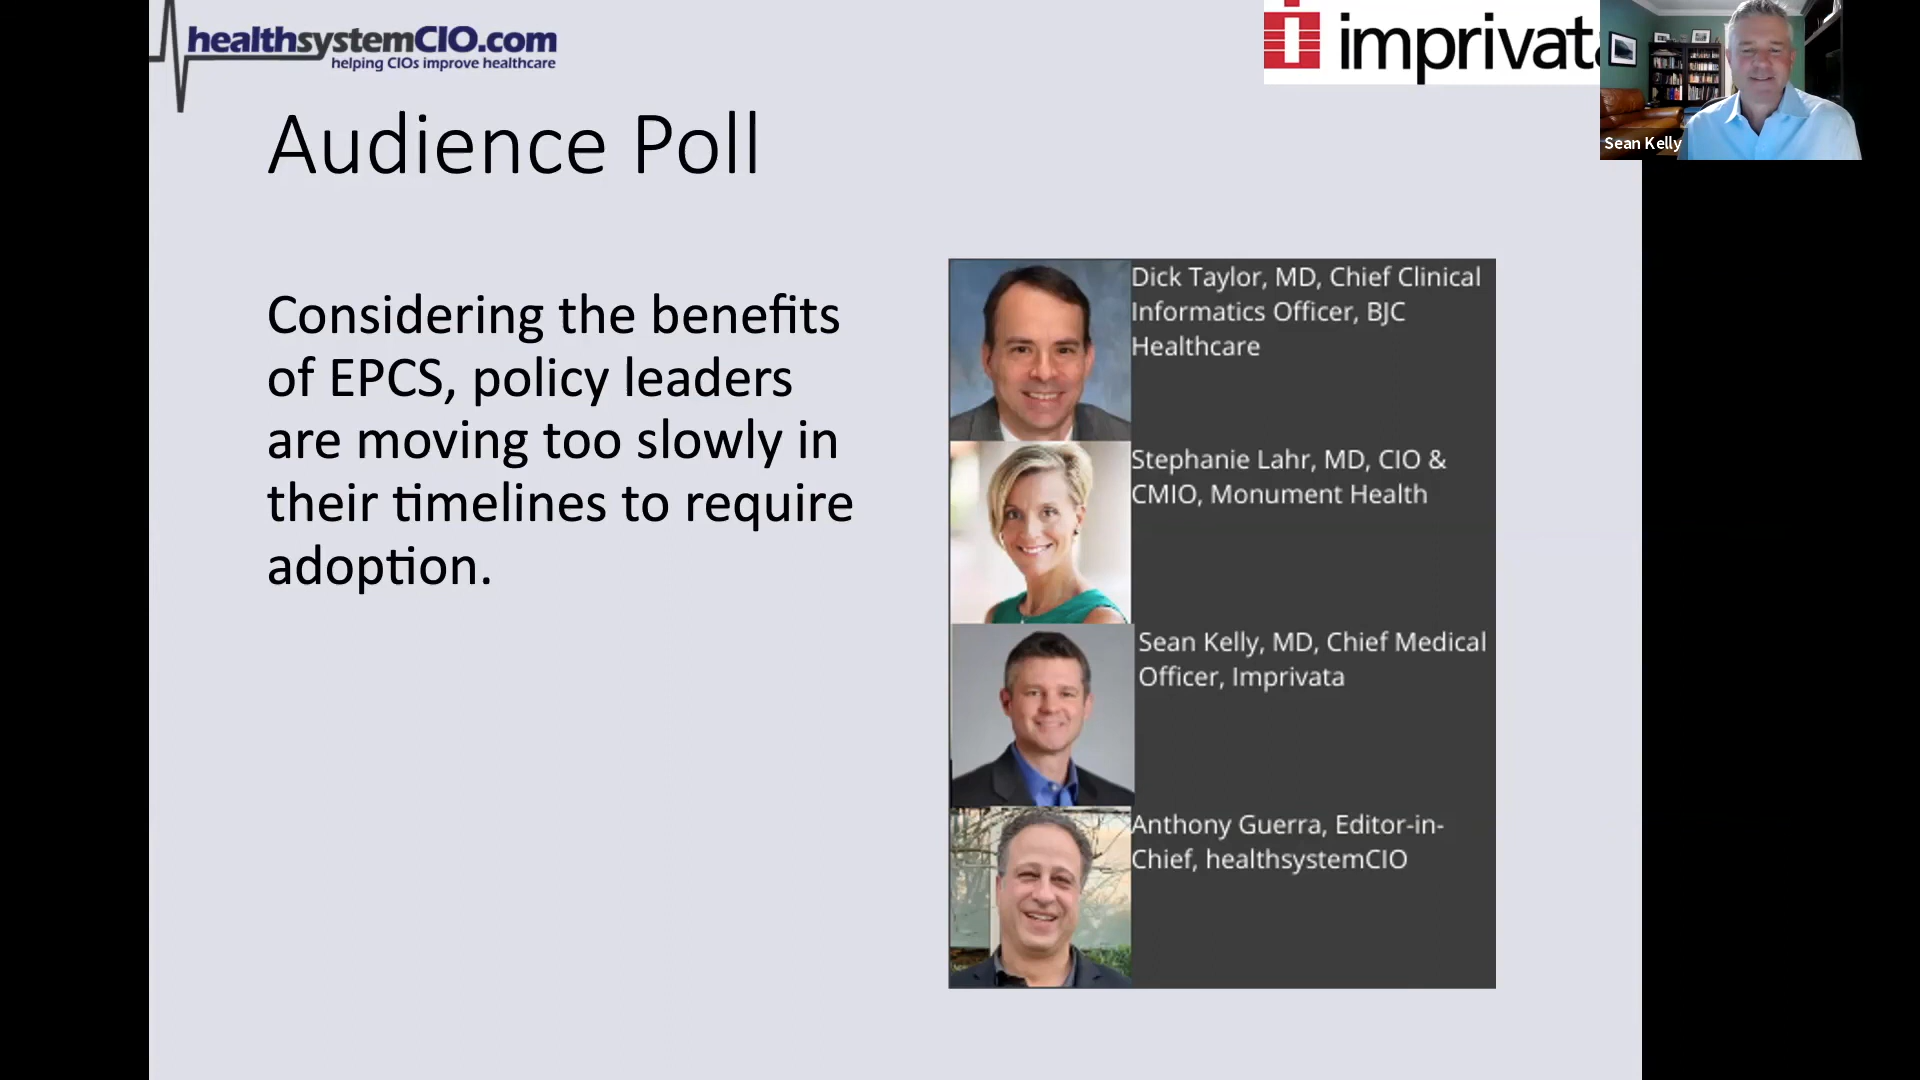 healthsystemCIO.com
helping CIOs improve healthcare
imprivata
Sean Kelly
Audience Poll
Considering the benefits
of EPCS, policy leaders
are moving too slowly in
their timelines to require
adoption.
Dick Taylor, MD, Chief Clinical
Informatics Officer, BJC
Healthcare
Stephanie Lahr, MD, CIO &
CMIO, Monument Health
Sean Kelly, MD, Chief Medical
Officer, Imprivata
Anthony Guerra, Editor-in-
Chief, healthsystemCIO